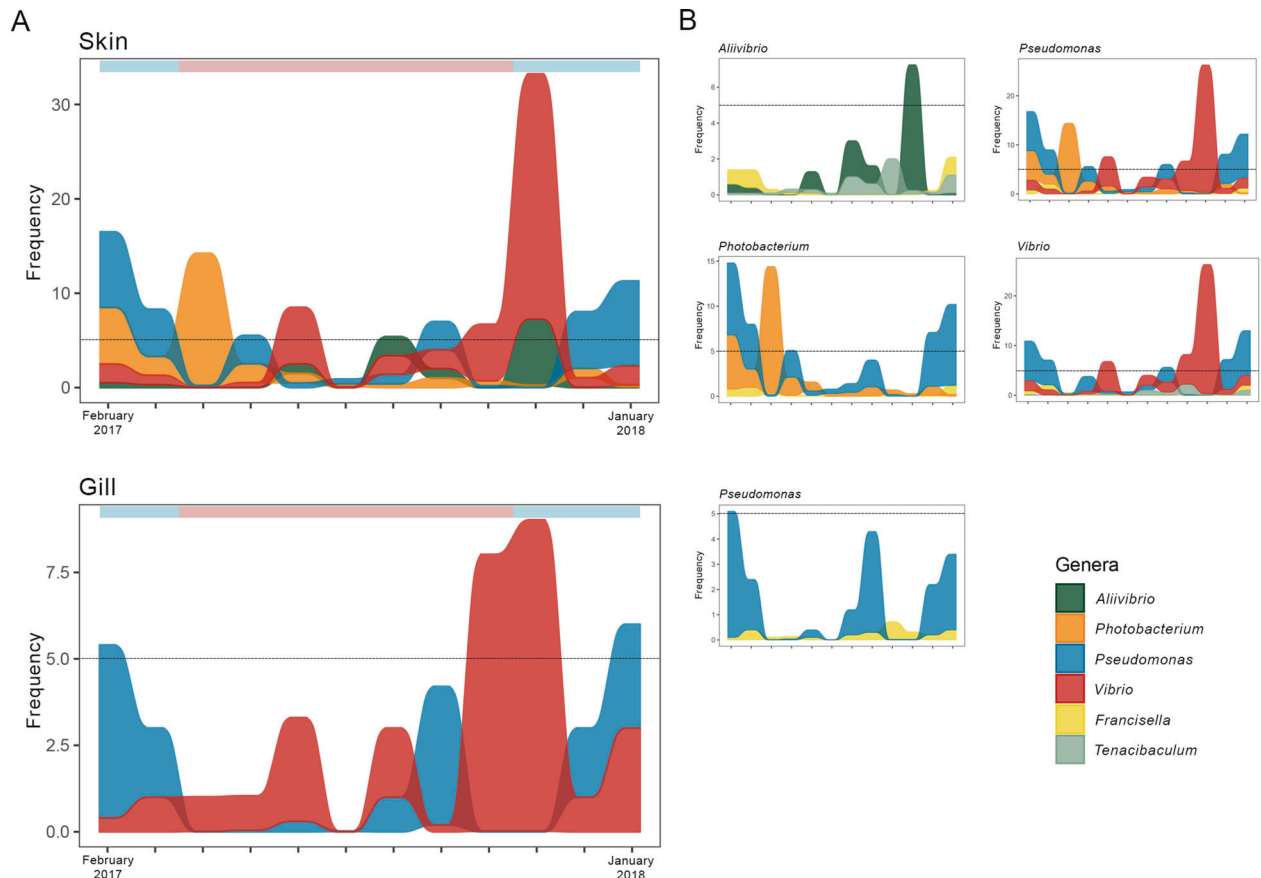 A
Skin
Frequency
30
20
10
0
February
2017
January
2018
Gill
Frequency
7.5
5.0
2.5
0.0
February
2017
January
2018
B
Aliivibrio
Frequency
6
4
2
0
Pseudomonas
Frequency
20
10
0
Photobacterium
Frequency
15
10
5
0
Vibrio
Frequency
20
10
0
Pseudomonas
Frequency
5
4
3
2
1
0
Genera
Aliivibrio
Photobacterium
Pseudomonas
Vibrio
Francisella
Tenacibaculum